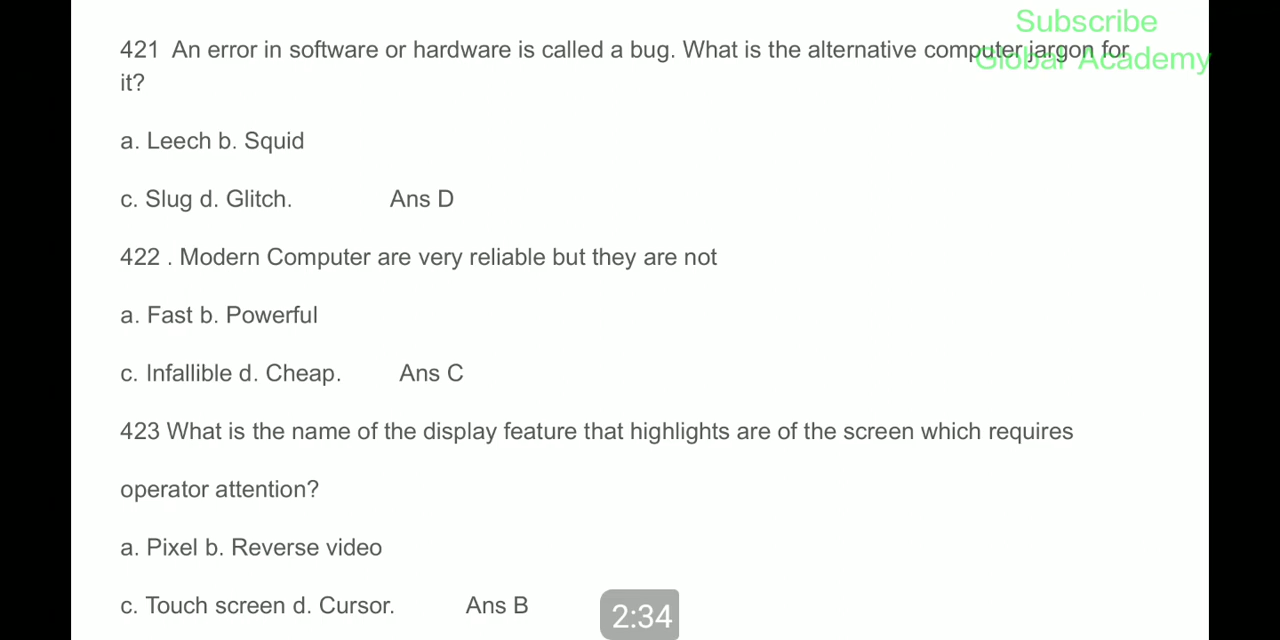 Subscribe
Global Academy
421 An error in software or hardware is called a bug. What is the alternative computer jargon for
it?
a. Leech b. Squid
c. Slug d. Glitch. Ans D
422 . Modern Computer are very reliable but they are not
a. Fast b. Powerful
c. Infallible d. Cheap. Ans C
423 What is the name of the display feature that highlights are of the screen which requires
operator attention?
a. Pixel b. Reverse video
c. Touch screen d. Cursor. Ans B
2:34